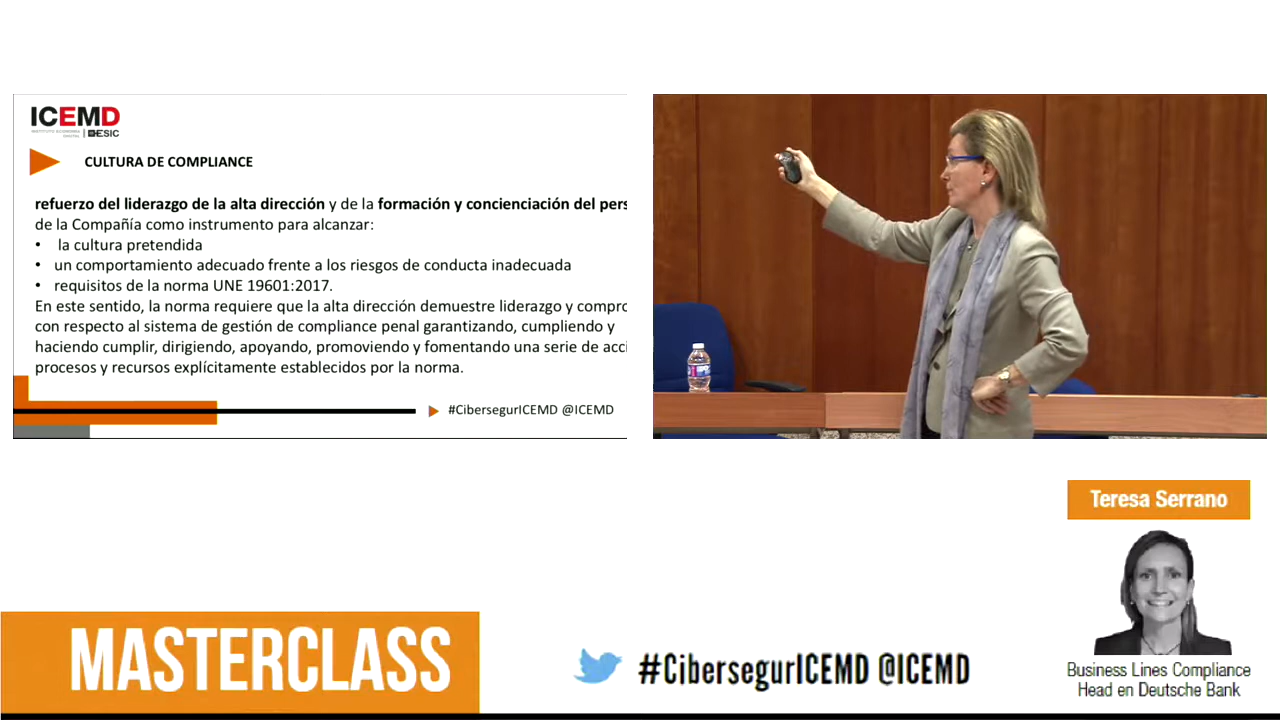 ICEMD
INSTITUTO ECONOMÍA
DIGITAL
ESIC
CULTURA DE COMPLIANCE
refuerzo del liderazgo de la alta dirección y de la formación y concienciación del pers
de la Compañía como instrumento para alcanzar:
• la cultura pretendida
• un comportamiento adecuado frente a los riesgos de conducta inadecuada
• requisitos de la norma UNE 19601:2017.
En este sentido, la norma requiere que la alta dirección demuestre liderazgo y compro
con respecto al sistema de gestión de compliance penal garantizando, cumpliendo y
haciendo cumplir, dirigiendo, apoyando, promoviendo y fomentando una serie de acci
procesos y recursos explícitamente establecidos por la norma.
#CibersegurICEMD @ICEMD
Teresa Serrano
Business Lines Compliance
Head en Deutsche Bank
MASTERCLASS
#CibersegurICEMD @ICEMD